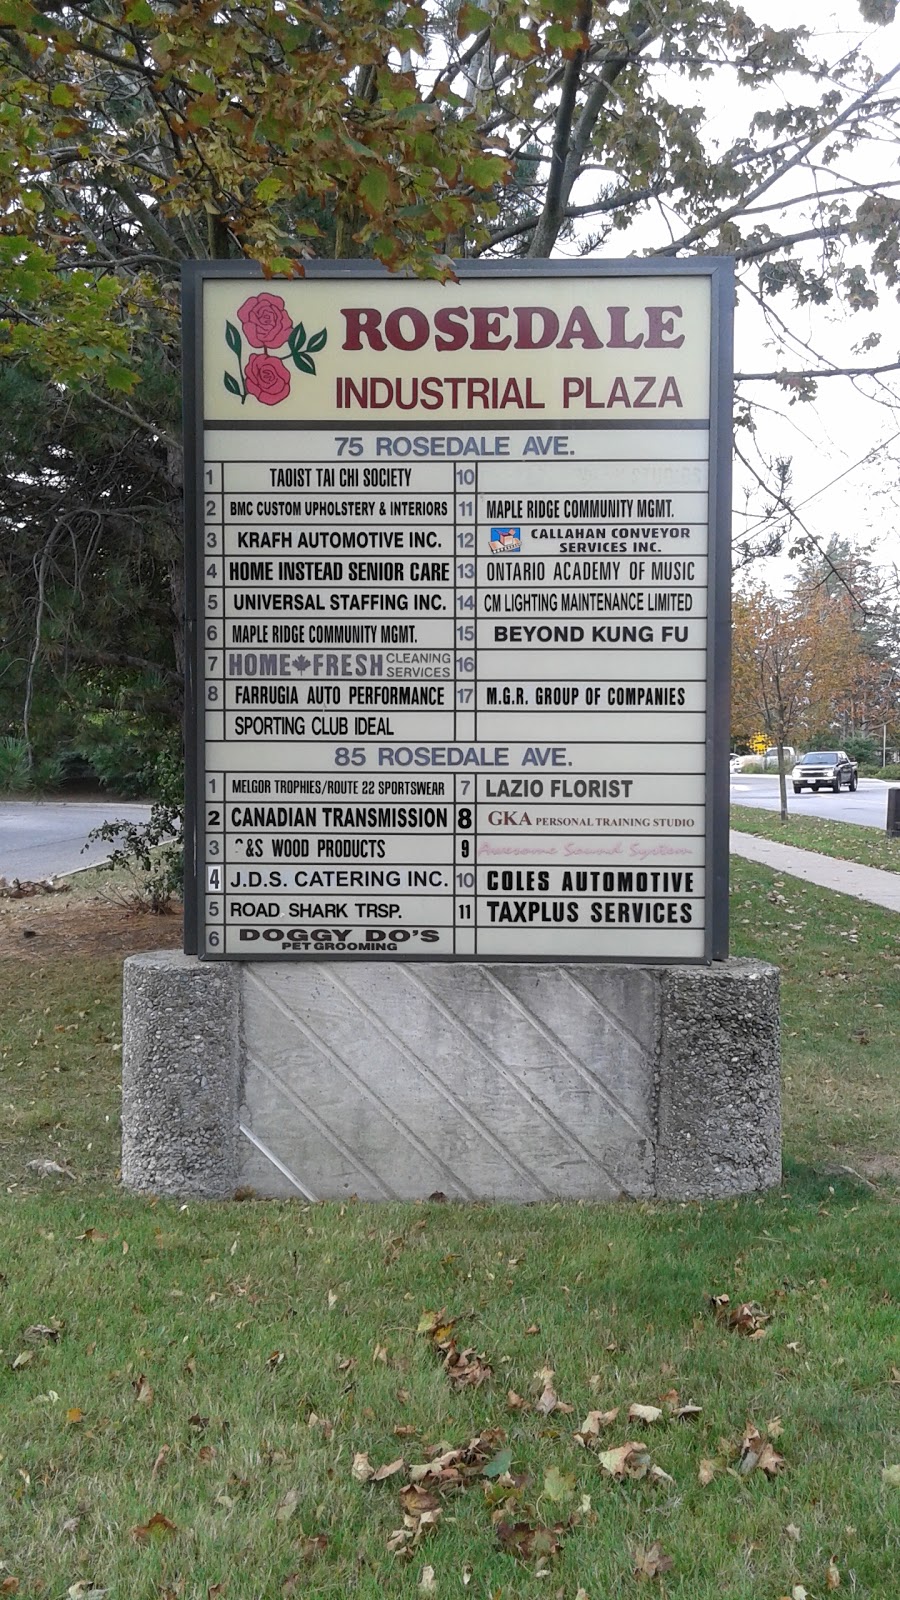 ROSEDALE
INDUSTRIAL PLAZA
75 ROSEDALE AVE.
1 TAOIST TAI CHI SOCIETY
2 BMC CUSTOM UPHOLSTERY & INTERIORS
3 KRAFH AUTOMOTIVE INC.
4 HOME INSTEAD SENIOR CARE
5 UNIVERSAL STAFFING INC.
6 MAPLE RIDGE COMMUNITY MGMT.
7 HOME FRESH CLEANING
SERVICES
8 FARRUGIA AUTO PERFORMANCE
SPORTING CLUB IDEAL
10
11 MAPLE RIDGE COMMUNITY MGMT.
12 CALLAHAN CONVEYOR
SERVICES INC.
13 ONTARIO ACADEMY OF MUSIC
14 CM LIGHTING MAINTENANCE LIMITED
15 BEYOND KUNG FU
16
17 M.G.R. GROUP OF COMPANIES
85 ROSEDALE AVE.
1 MELGOR TROPHIES/ROUTE 22 SPORTSWEAR
2 CANADIAN TRANSMISSION
3 &S WOOD PRODUCTS
4 J.D.S. CATERING INC.
5 ROAD SHARK TRSP.
6 DOGGY DO'S
PET GROOMING
7 LAZIO FLORIST
8 GKA PERSONAL TRAINING STUDIO
9 Awesome Sound System
10 COLES AUTOMOTIVE
11 TAXPLUS SERVICES